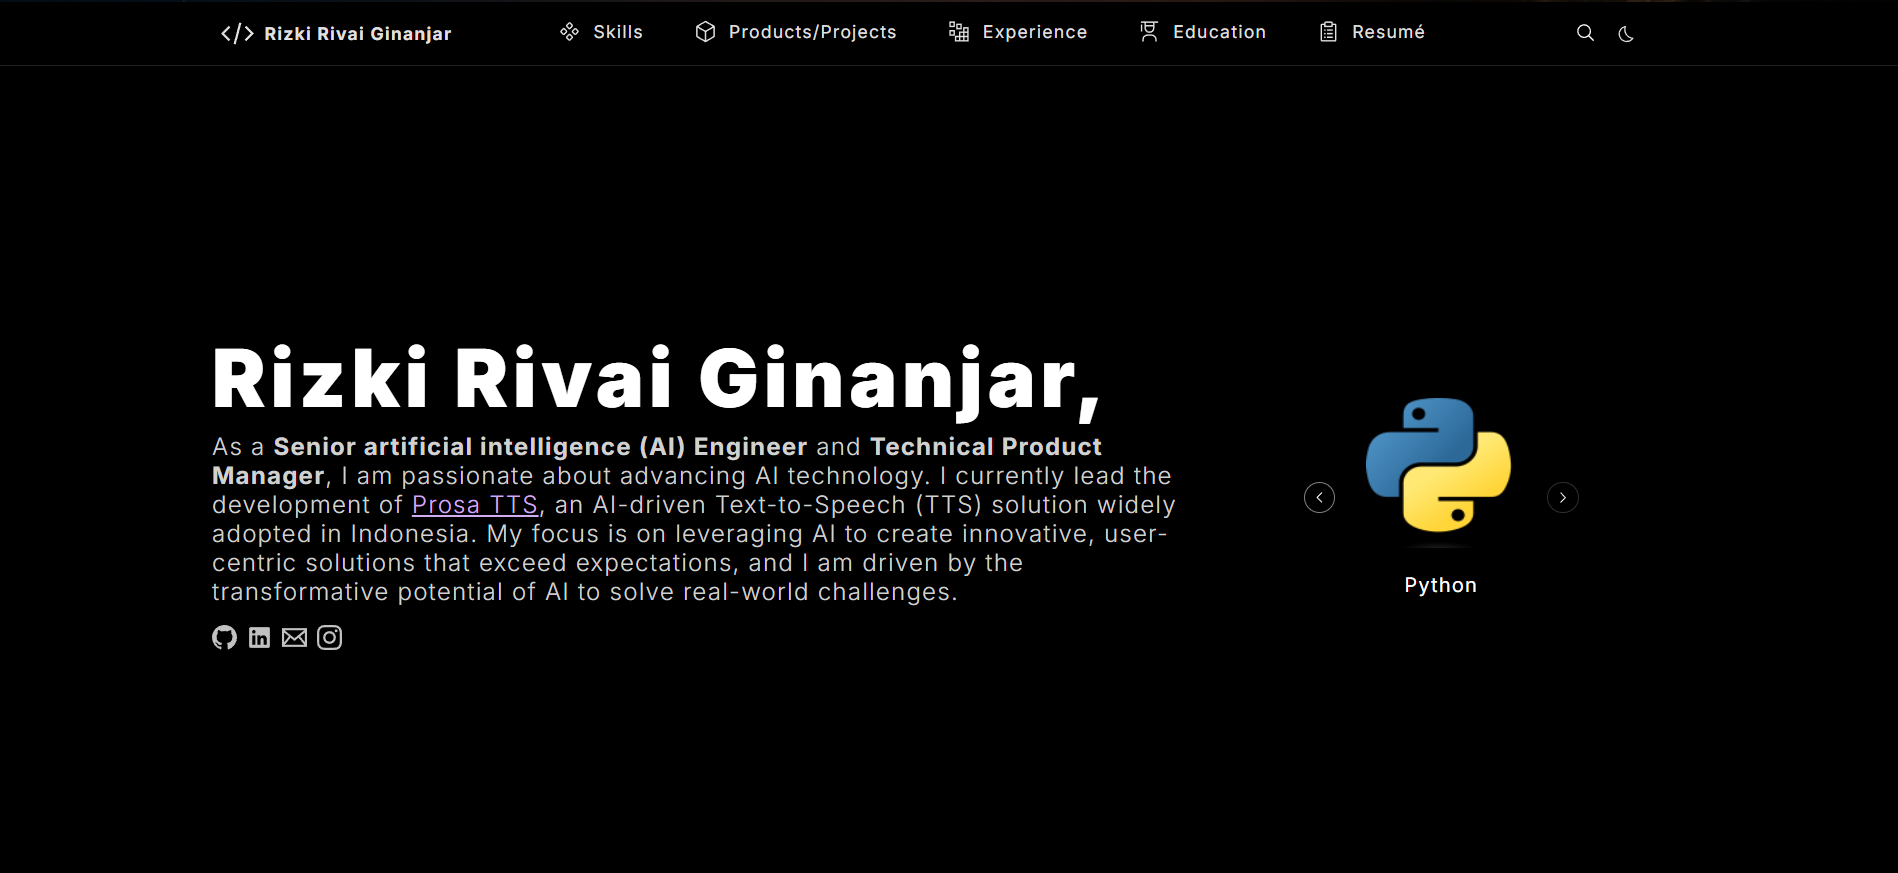 </> Rizki Rivai Ginanjar
Skills
Products/Projects
Experience
Education
Resumé
Rizki Rivai Ginanjar,
As a Senior artificial intelligence (AI) Engineer and Technical Product
Manager, I am passionate about advancing AI technology. I currently lead the
development of Prosa TTS, an AI-driven Text-to-Speech (TTS) solution widely
adopted in Indonesia. My focus is on leveraging AI to create innovative, user-
centric solutions that exceed expectations, and I am driven by the
transformative potential of AI to solve real-world challenges.
Python